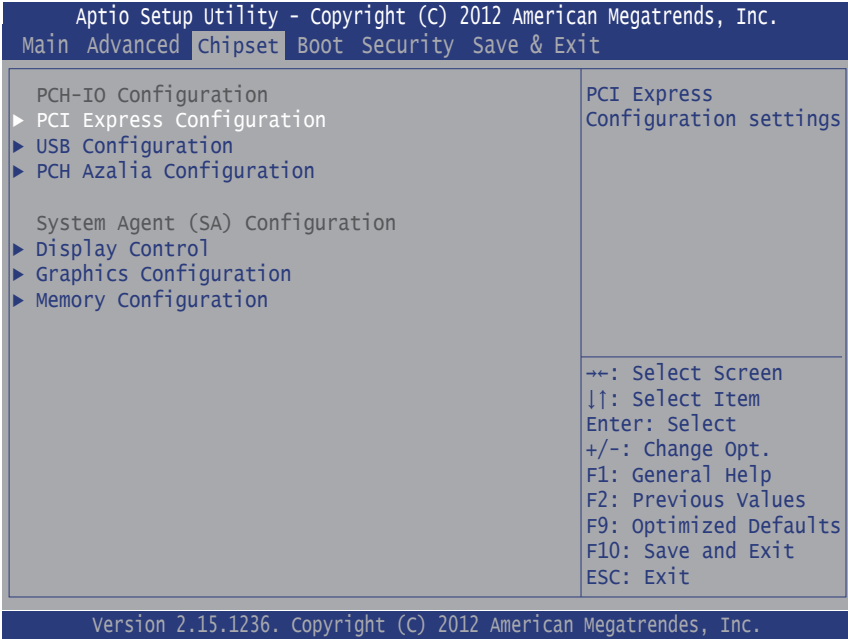 Aptio Setup Utility - Copyright (C) 2012 American Megatrends, Inc.
Main Advanced Chipset Boot Security Save & Exit
PCH-IO Configuration
▶ PCI Express Configuration
▶ USB Configuration
▶ PCH Azalia Configuration
System Agent (SA) Configuration
▶ Display Control
▶ Graphics Configuration
▶ Memory Configuration
PCI Express
Configuration settings
→←: Select Screen
↓↑: Select Item
Enter: Select
+/-: Change Opt.
F1: General Help
F2: Previous Values
F9: Optimized Defaults
F10: Save and Exit
ESC: Exit
Version 2.15.1236. Copyright (C) 2012 American Megatrendes, Inc.